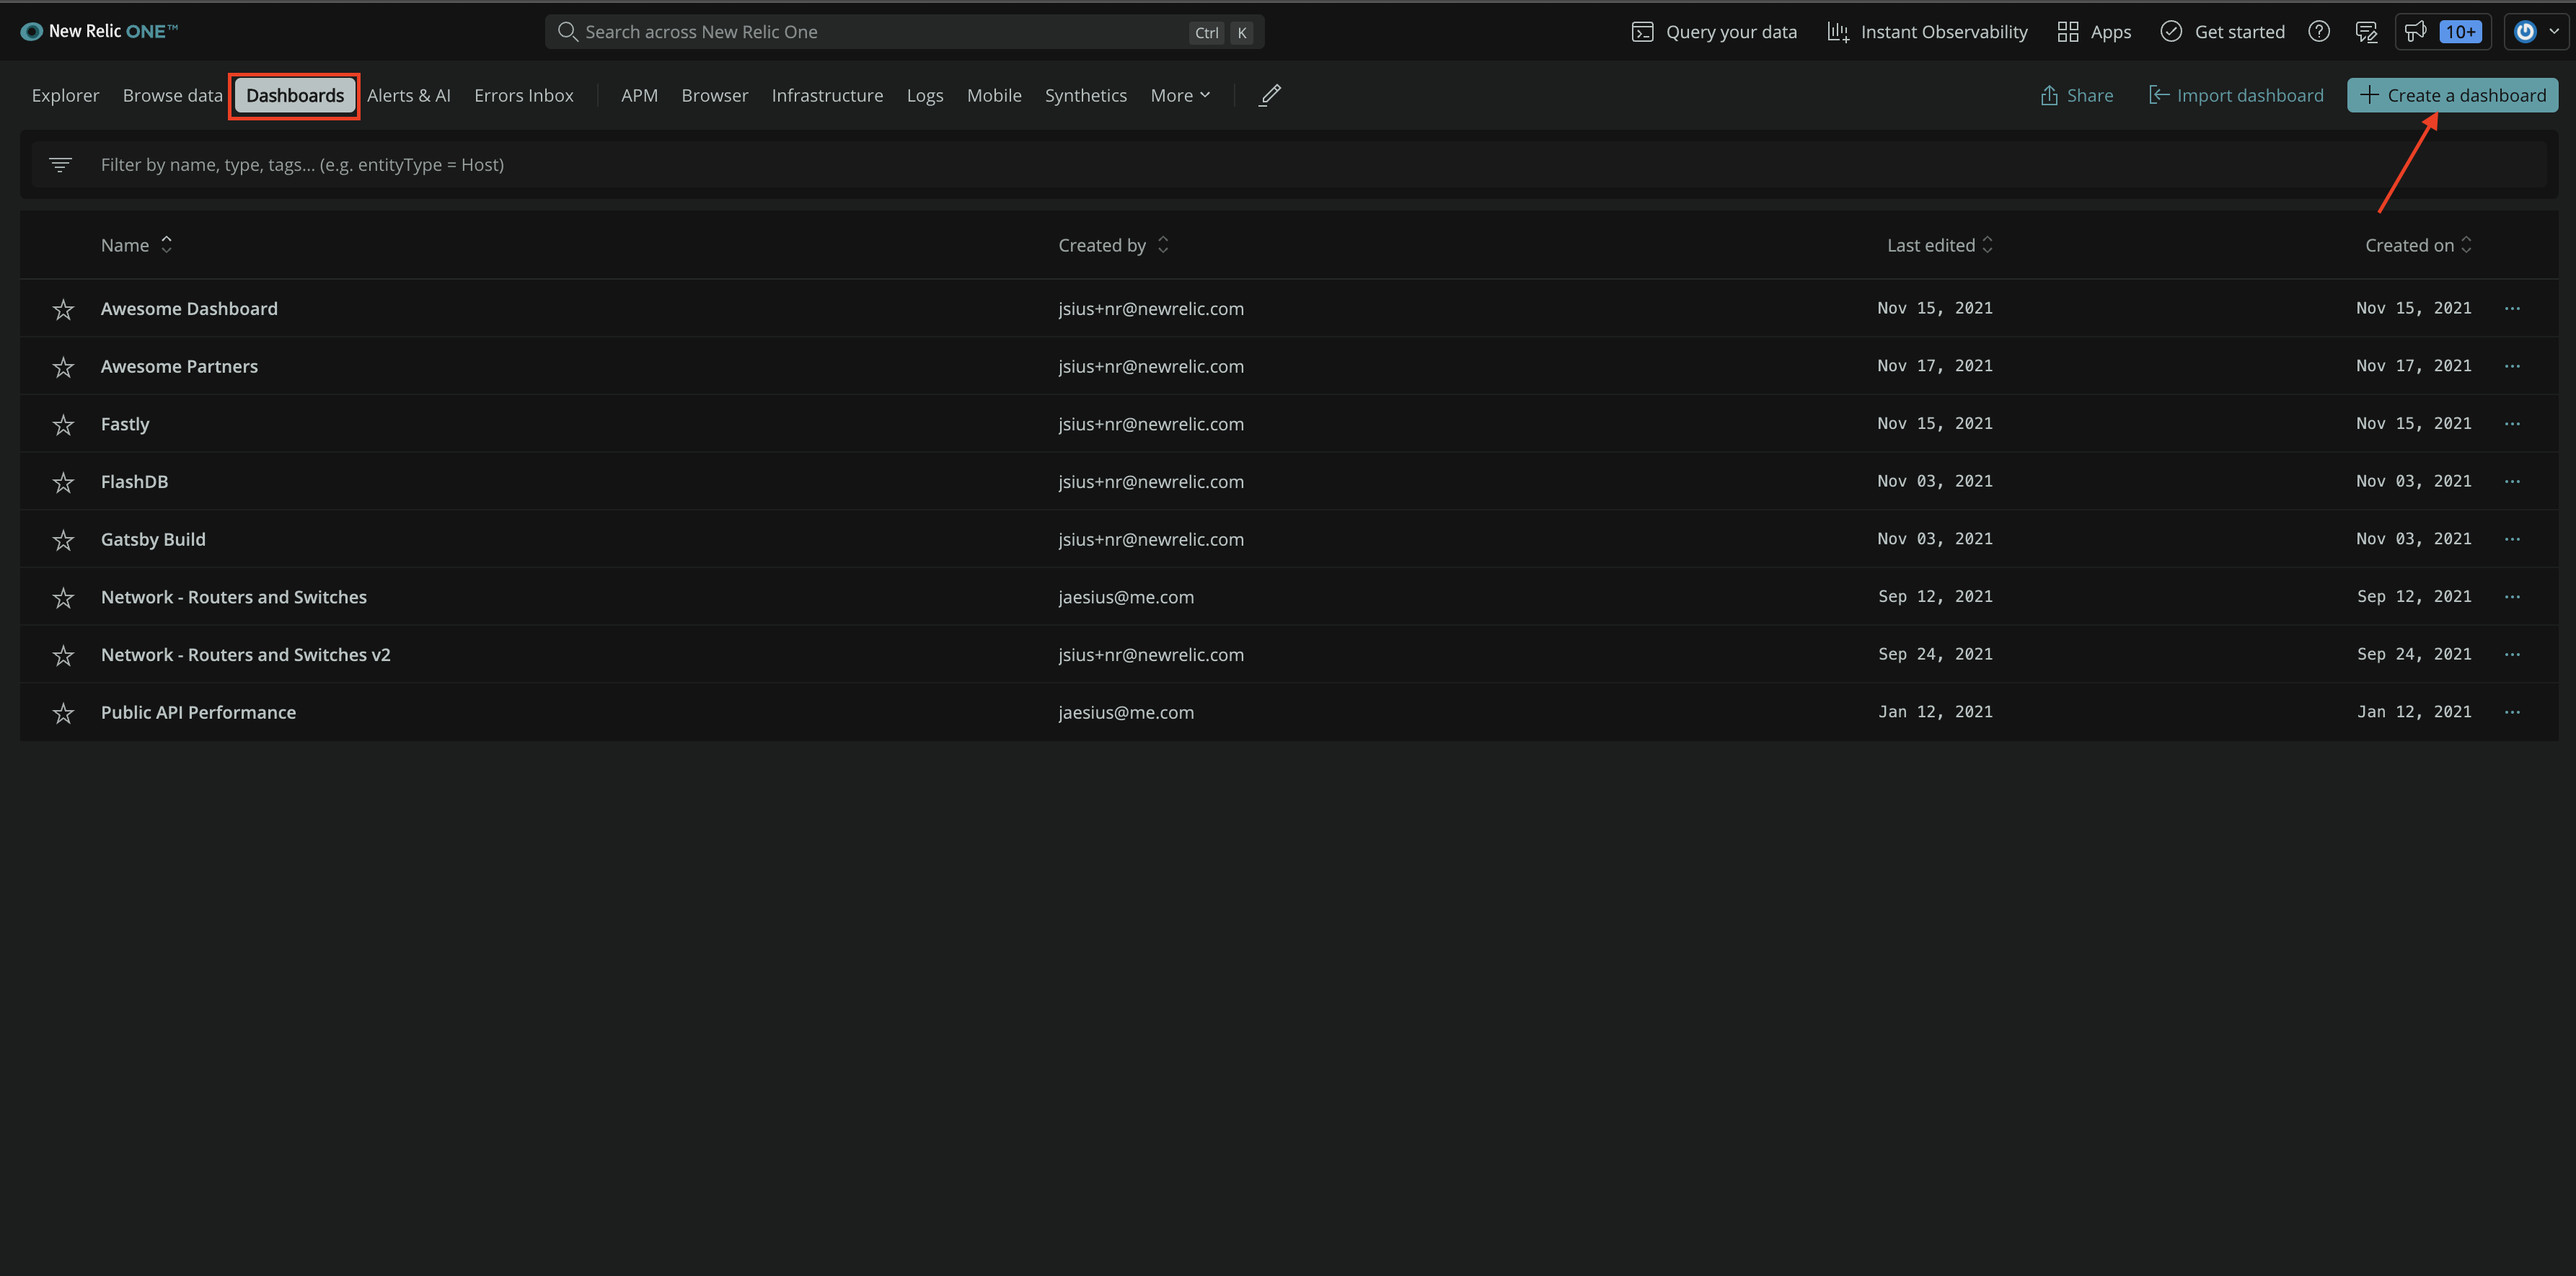 New Relic ONE™ Search across New Relic One Ctrl K Query your data Instant Observability Apps Get started 10+
Explorer Browse data Dashboards Alerts & AI Errors Inbox APM Browser Infrastructure Logs Mobile Synthetics More Share Import dashboard Create a dashboard
Filter by name, type, tags... (e.g. entityType = Host)
Name Created by Last edited Created on
Awesome Dashboard jsius+nr@newrelic.com Nov 15, 2021 Nov 15, 2021 ...
Awesome Partners jsius+nr@newrelic.com Nov 17, 2021 Nov 17, 2021 ...
Fastly jsius+nr@newrelic.com Nov 15, 2021 Nov 15, 2021 ...
FlashDB jsius+nr@newrelic.com Nov 03, 2021 Nov 03, 2021 ...
Gatsby Build jsius+nr@newrelic.com Nov 03, 2021 Nov 03, 2021 ...
Network - Routers and Switches jaesius@me.com Sep 12, 2021 Sep 12, 2021 ...
Network - Routers and Switches v2 jsius+nr@newrelic.com Sep 24, 2021 Sep 24, 2021 ...
Public API Performance jaesius@me.com Jan 12, 2021 Jan 12, 2021 ...